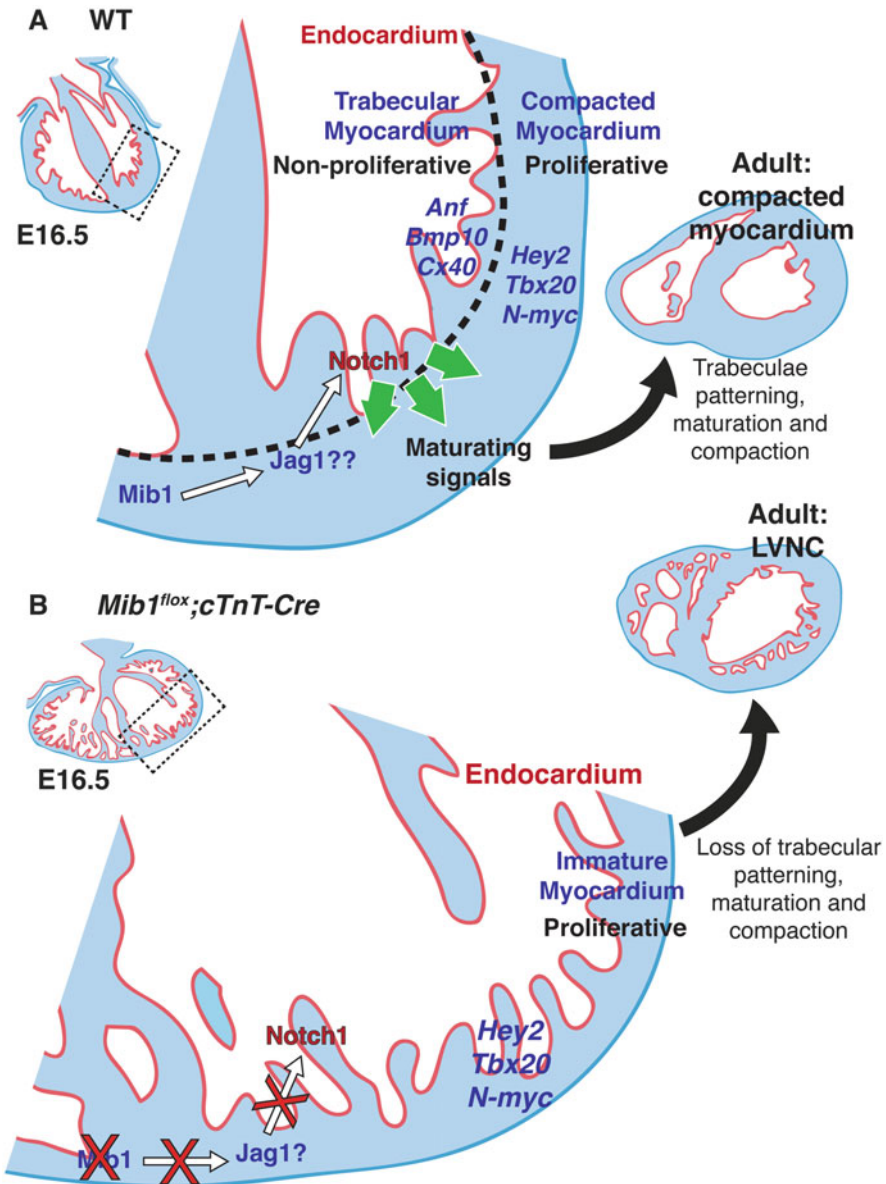 A WT
Endocardium
Trabecular
Myocardium
Non-proliferative
Compacted
Myocardium
Proliferative
Anf
Bmp10
Cx40
Hey2
Tbx20
N-myc
E16.5
Notch1
Jag1??
Mib1
Maturating
signals
Adult:
compacted
myocardium
Trabeculae
patterning,
maturation and
compaction
Adult:
LVNC
B Mib1flox;cTnT-Cre
E16.5
Endocardium
Immature
Myocardium
Proliferative
Loss of trabecular
patterning,
maturation and
compaction
Hey2
Tbx20
N-myc
Notch1
Mib1
Jag1?